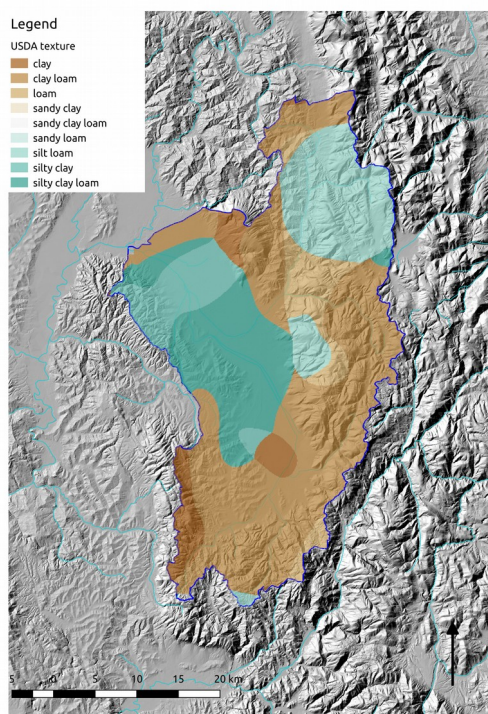 Legend
USDA texture
clay
clay loam
loam
sandy clay
sandy clay loam
sandy loam
silt loam
silty clay
silty clay loam
5 0 5 10 15 20 km